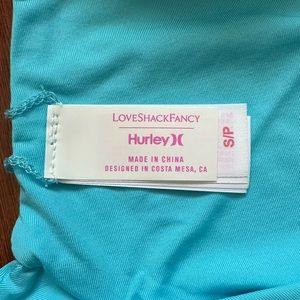 LOVESHACKFANCY
Hurley
MADE IN CHINA
DESIGNED IN COSTA MESA, CA
S/P